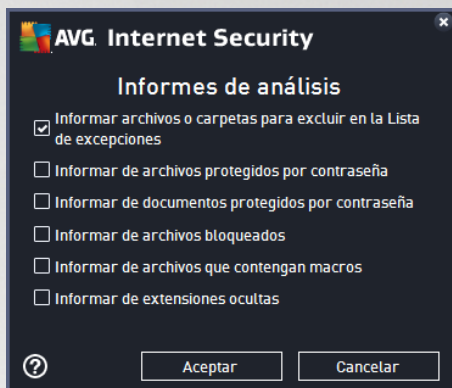 AVG. Internet Security
Informes de análisis
Informar archivos o carpetas para excluir en la Lista
de excepciones
Informar de archivos protegidos por contraseña
Informar de documentos protegidos por contraseña
Informar de archivos bloqueados
Informar de archivos que contengan macros
Informar de extensiones ocultas
?
Aceptar
Cancelar